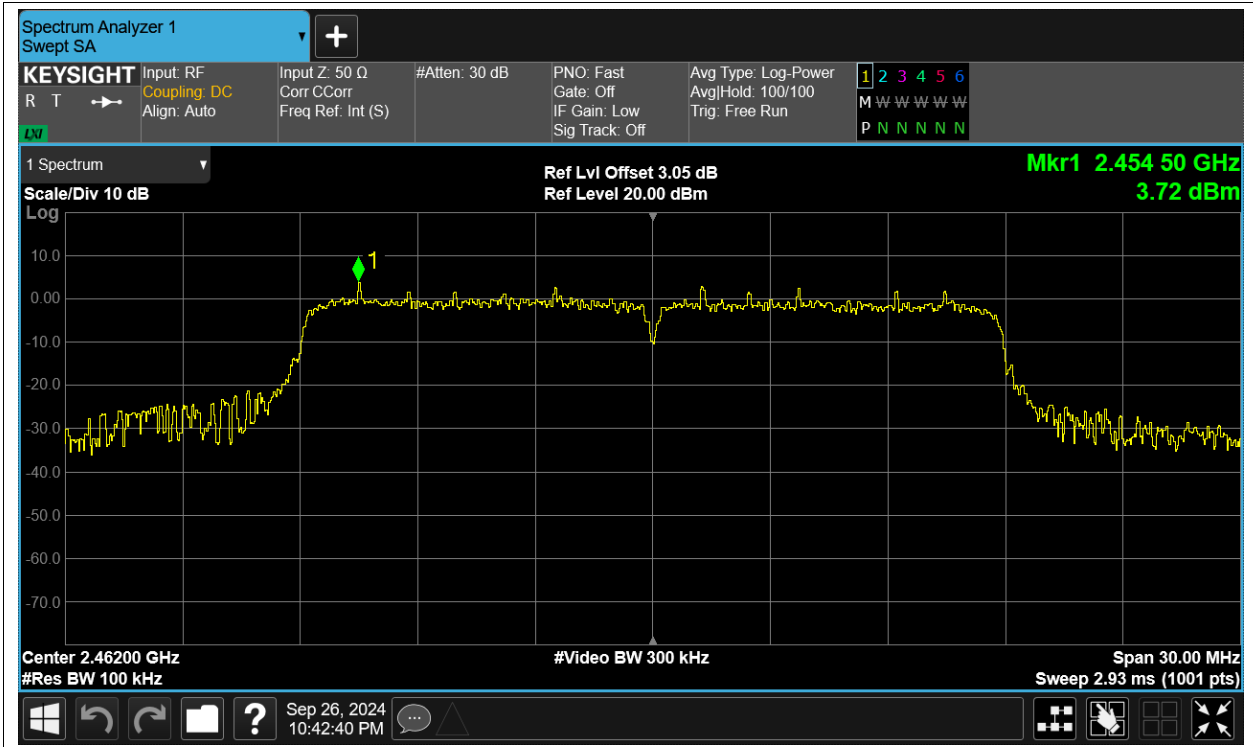 Spectrum Analyzer 1
Swept SA
KEYSIGHT
R T
LXI
Input: RF
Coupling: DC
Align: Auto
Input Z: 50 Ω
Corr CCorr
Freq Ref: Int (S)
#Atten: 30 dB
PNO: Fast
Gate: Off
IF Gain: Low
Sig Track: Off
Avg Type: Log-Power
Avg|Hold: 100/100
Trig: Free Run
1 2 3 4 5 6
M W W W W W
P N N N N N
1 Spectrum
Scale/Div 10 dB
Log
Ref Lvl Offset 3.05 dB
Ref Level 20.00 dBm
Mkr1 2.454 50 GHz
3.72 dBm
1
10.0
0.00
-10.0
-20.0
-30.0
-40.0
-50.0
-60.0
-70.0
Center 2.46200 GHz
#Res BW 100 kHz
#Video BW 300 kHz
Span 30.00 MHz
Sweep 2.93 ms (1001 pts)
?
Sep 26, 2024
10:42:40 PM